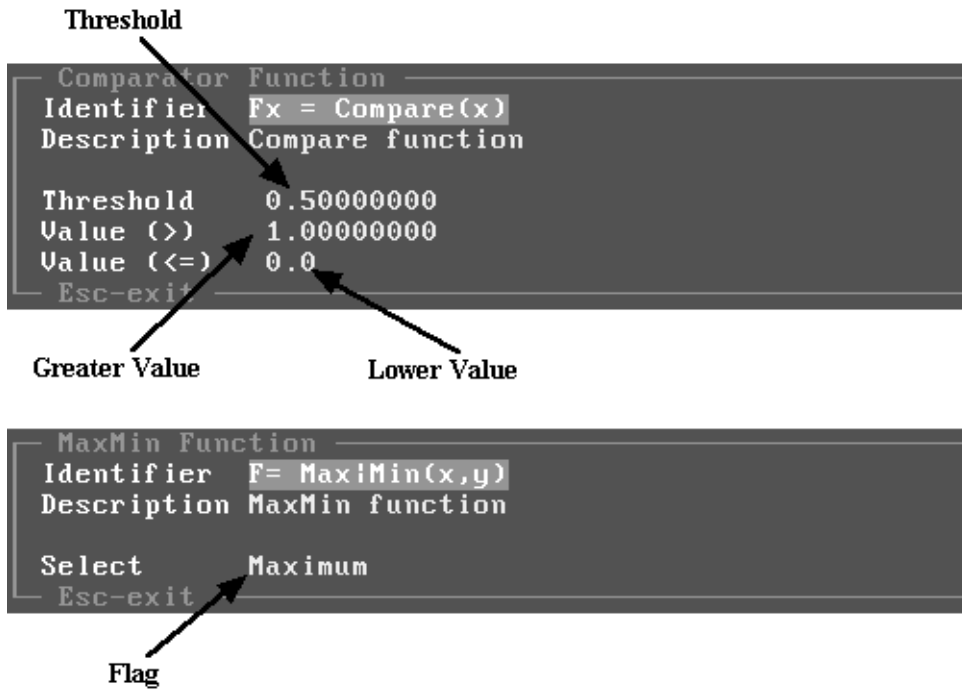 Threshold
Comparator Function
Identifier Fx = Compare(x)
Description Compare function
Threshold 0.50000000
Value (>) 1.00000000
Value (<=) 0.0
Esc-exit
Greater Value
Lower Value
MaxMin Function
Identifier F= Max¦Min(x,y)
Description MaxMin function
Select Maximum
Esc-exit
Flag